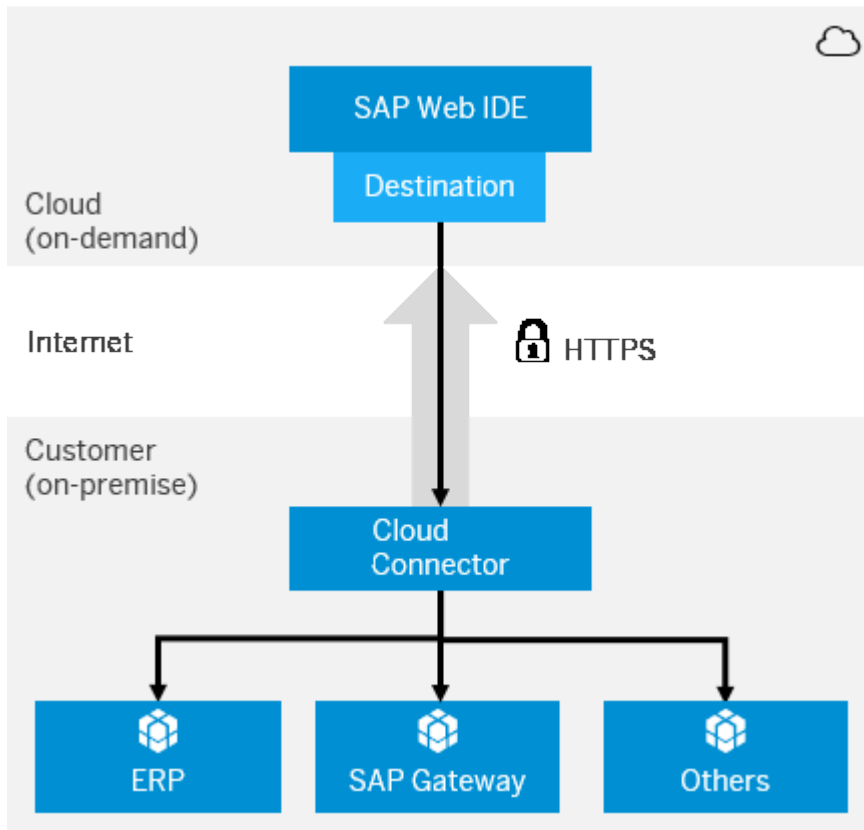 SAP Web IDE
Destination
Cloud
(on-demand)
Internet
HTTPS
Customer
(on-premise)
Cloud
Connector
ERP
SAP Gateway
Others